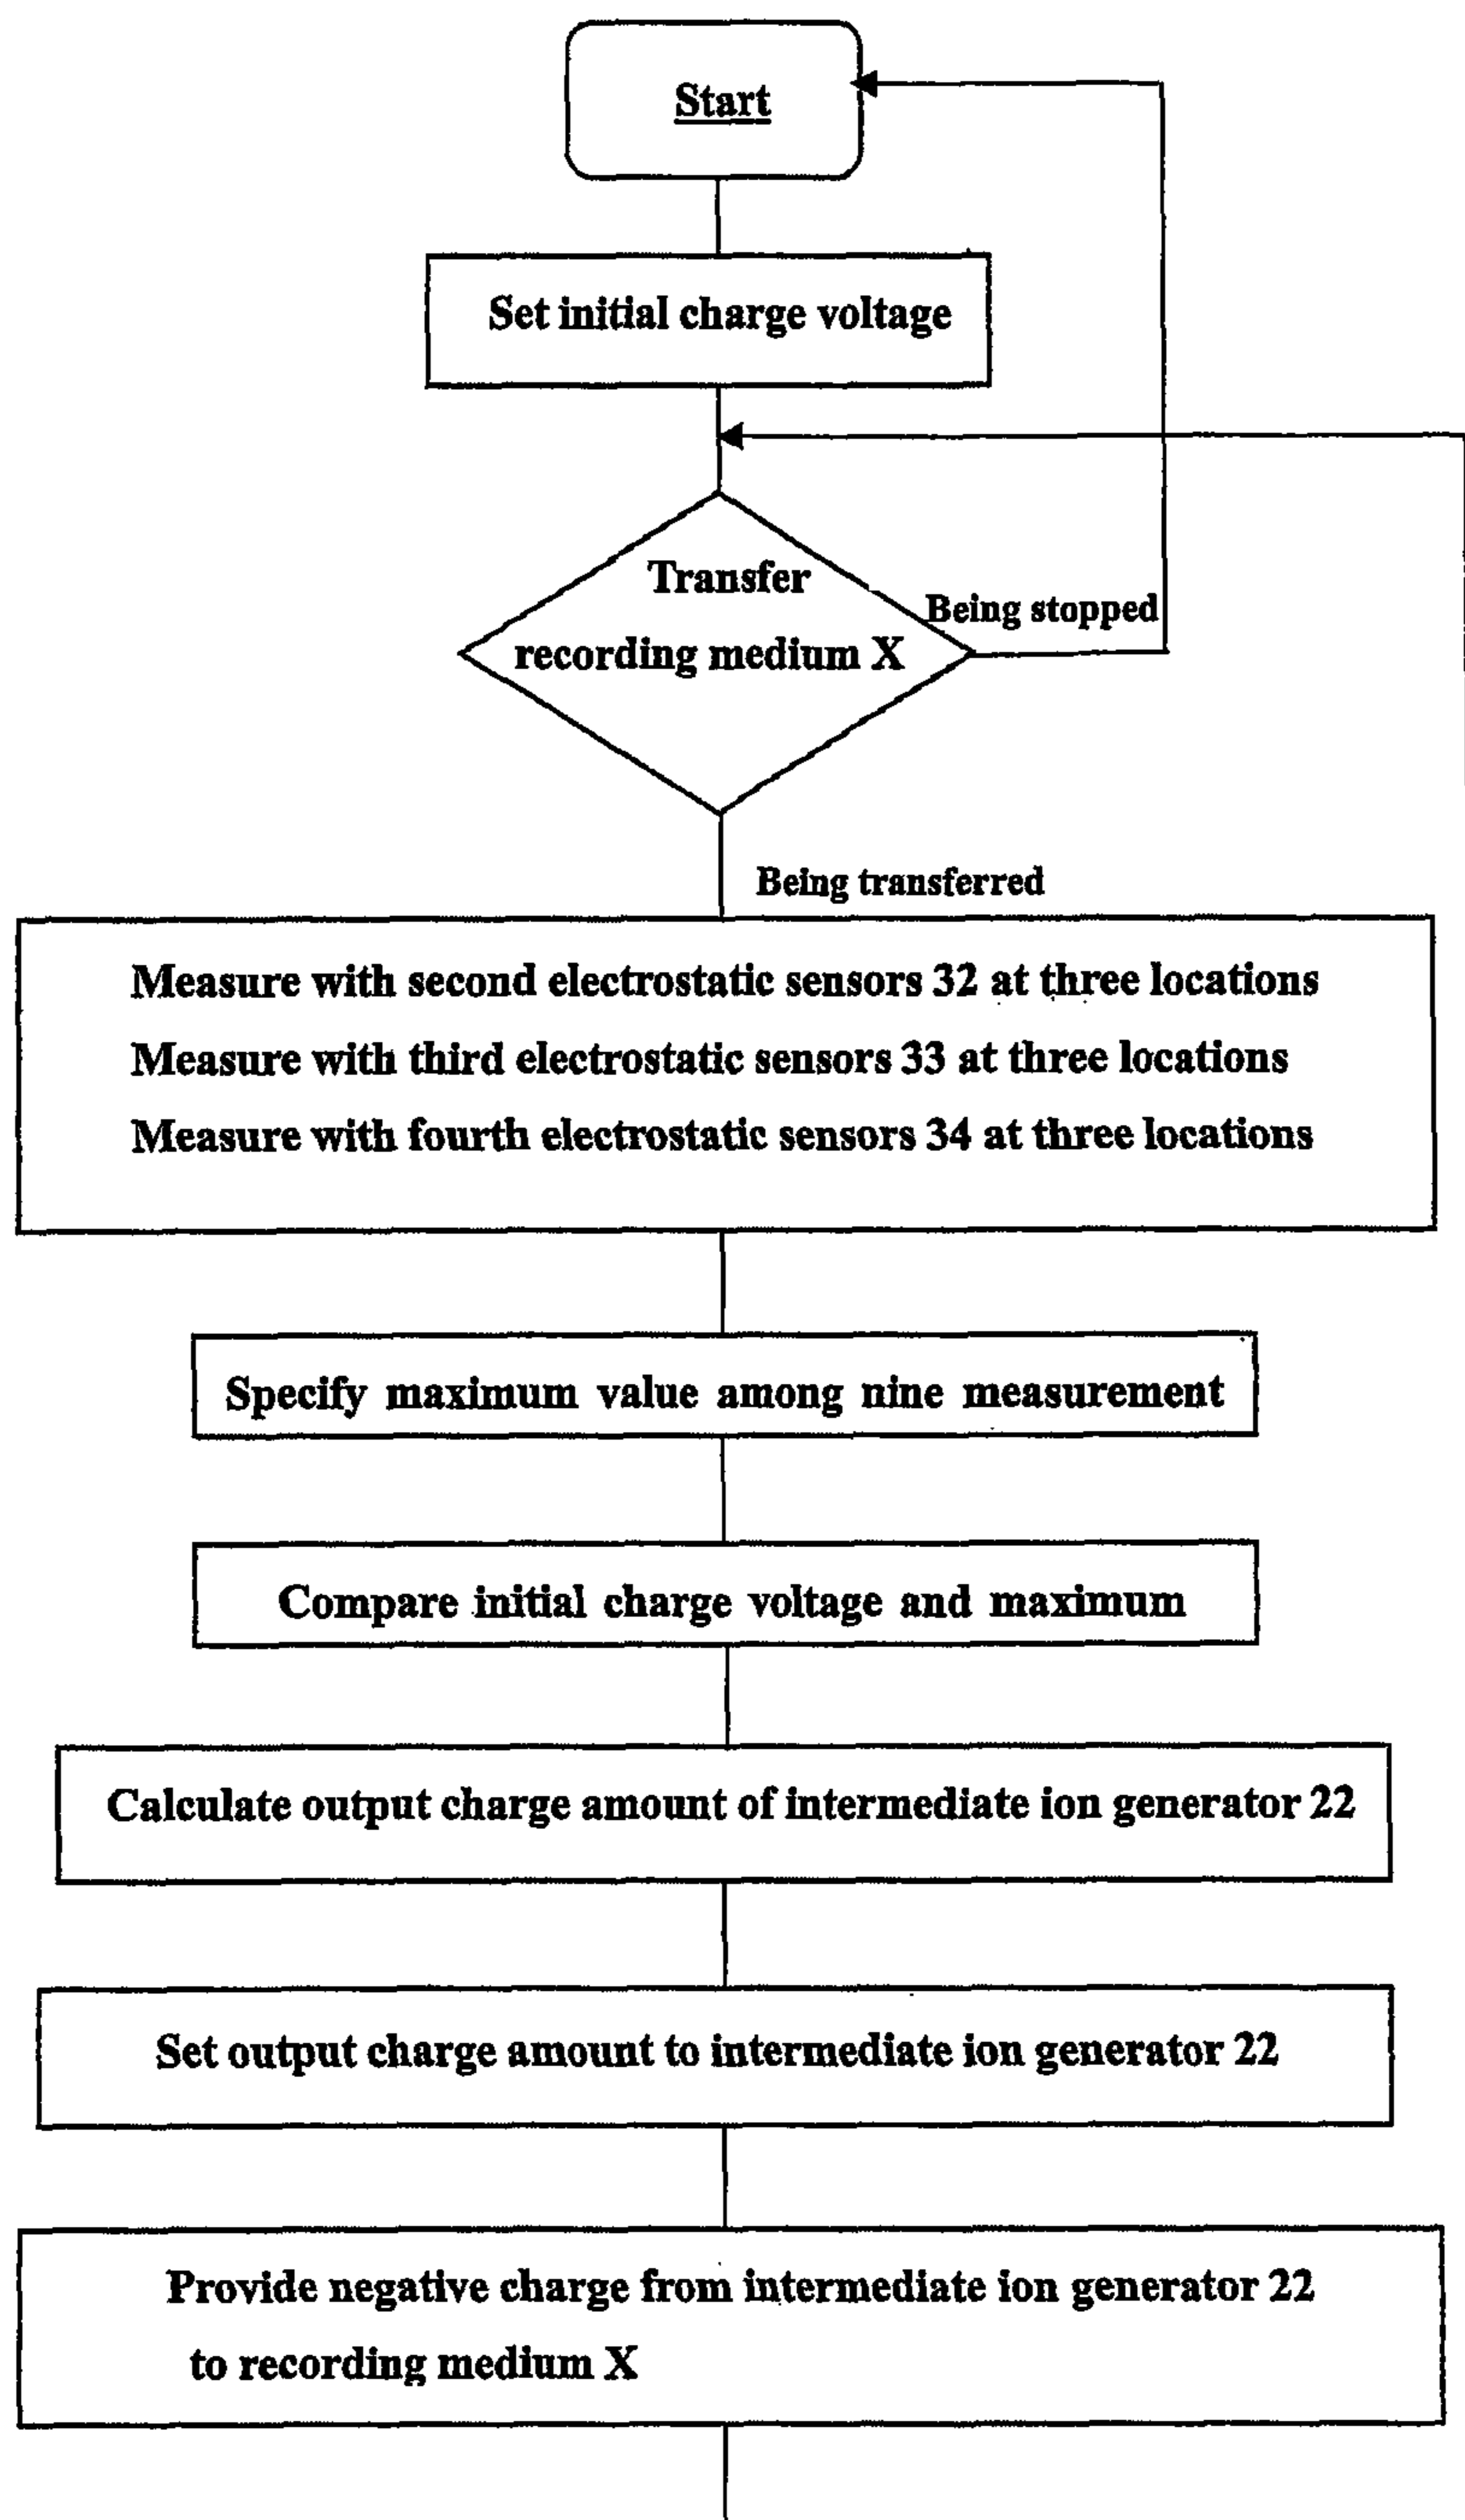 Start
Set initial charge voltage
Transfer
recording medium X
Being stopped
Being transferred
Measure with second electrostatic sensors 32 at three locations
Measure with third electrostatic sensors 33 at three locations
Measure with fourth electrostatic sensors 34 at three locations
Specify maximum value among nine measurement
Compare initial charge voltage and maximum
Calculate output charge amount of intermediate ion generator 22
Set output charge amount to intermediate ion generator 22
Provide negative charge from intermediate ion generator 22
to recording medium X